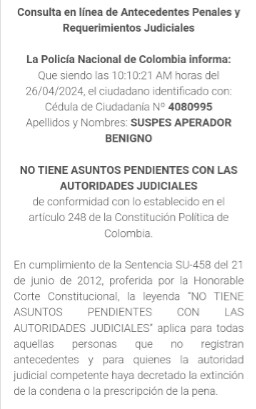 Consulta en línea de Antecedentes Penales y
Requerimientos Judiciales
La Policía Nacional de Colombia informa:
Que siendo las 10:10:21 AM horas del
26/04/2024, el ciudadano identificado con:
Cédula de Ciudadanía Nº 4080995
Apellidos y Nombres: SUSPES APERADOR
BENIGNO
NO TIENE ASUNTOS PENDIENTES CON LAS
AUTORIDADES JUDICIALES
de conformidad con lo establecido en el
artículo 248 de la Constitución Política de
Colombia.
En cumplimiento de la Sentencia SU-458 del 21
de junio de 2012, proferida por la Honorable
Corte Constitucional, la leyenda “NO TIENE
ASUNTOS PENDIENTES CON LAS
AUTORIDADES JUDICIALES” aplica para todas
aquellas personas que no registran
antecedentes y para quienes la autoridad
judicial competente haya decretado la extinción
de la condena o la prescripción de la pena.